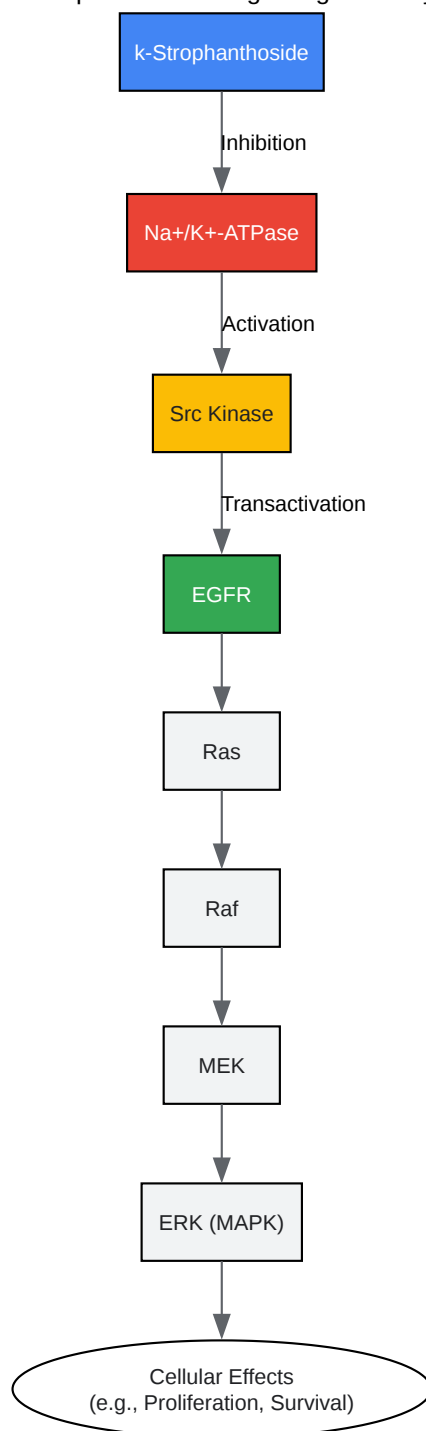 k-Strophanthoside
Inhibition
Na+/K+-ATPase
Activation
Src Kinase
Transactivation
EGFR
Ras
Raf
MEK
ERK (MAPK)
Cellular Effects
(e.g., Proliferation, Survival)